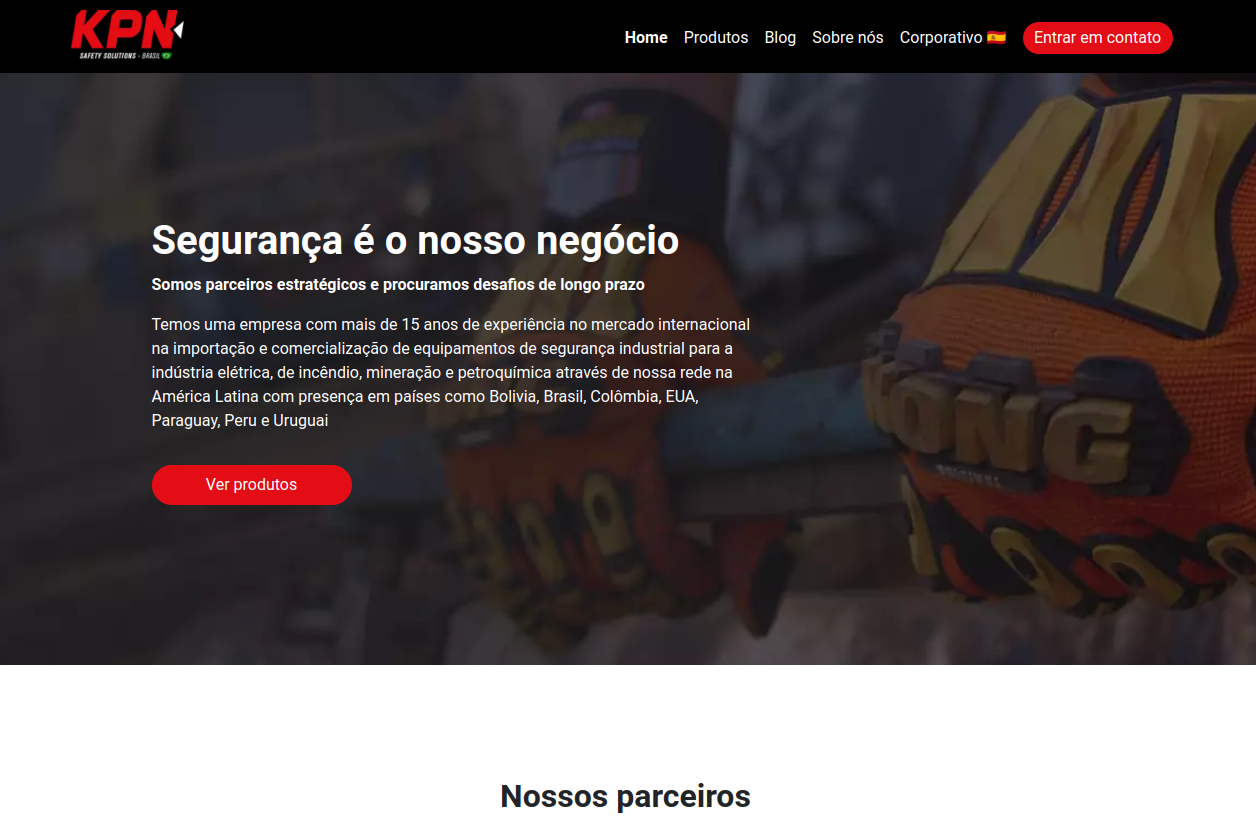 KPN
SAFETY SOLUTIONS - BRASIL
Home Produtos Blog Sobre nós Corporativo 🇪🇸 Entrar em contato
Segurança é o nosso negócio
Somos parceiros estratégicos e procuramos desafios de longo prazo
Temos uma empresa com mais de 15 anos de experiência no mercado internacional
na importação e comercialização de equipamentos de segurança industrial para a
indústria elétrica, de incêndio, mineração e petroquímica através de nossa rede na
América Latina com presença em países como Bolivia, Brasil, Colômbia, EUA,
Paraguay, Peru e Uruguai
KONG
ORIGINAL
Ver produtos
Nossos parceiros